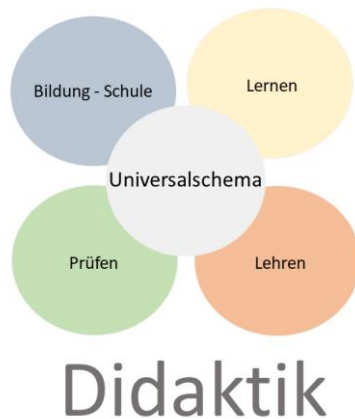 Bildung - Schule
Lernen
Universalschema
Prüfen
Lehren
Didaktik